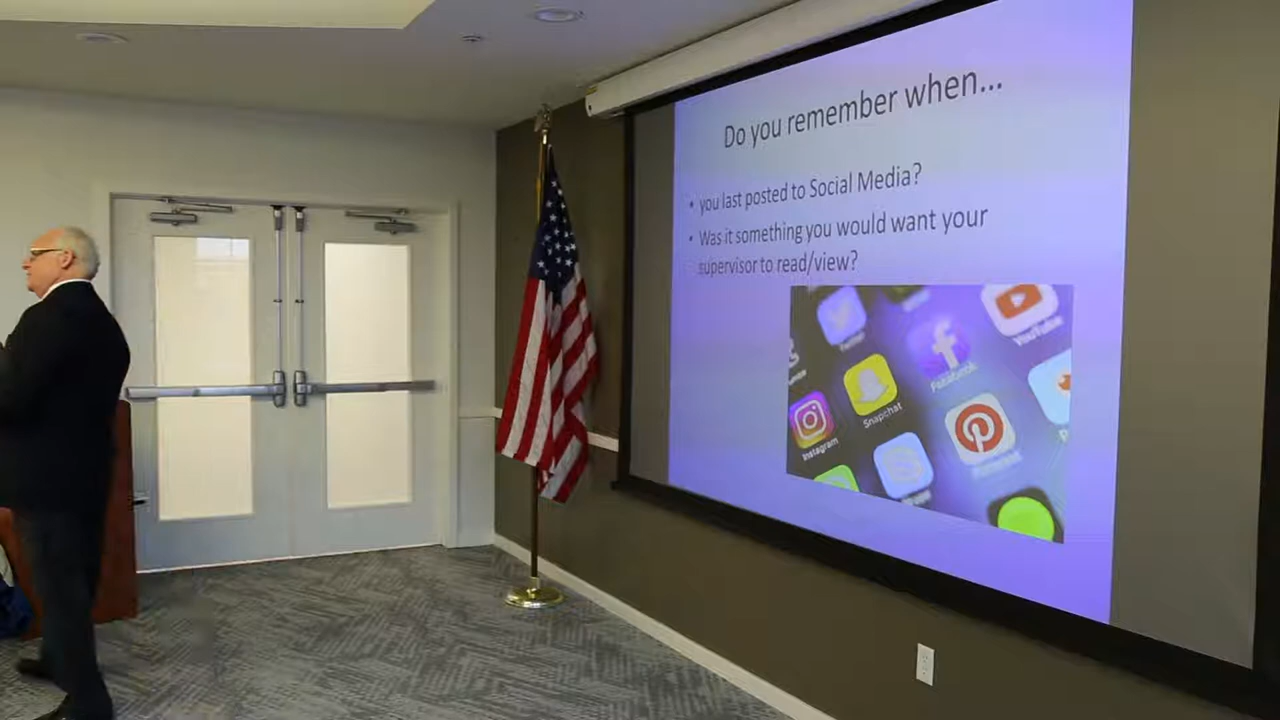 Do you remember when...
• you last posted to Social Media?
• Was it something you would want your
supervisor to read/view?
Twitter
YouTube
Facebook
Snapchat
Instagram
Pinterest